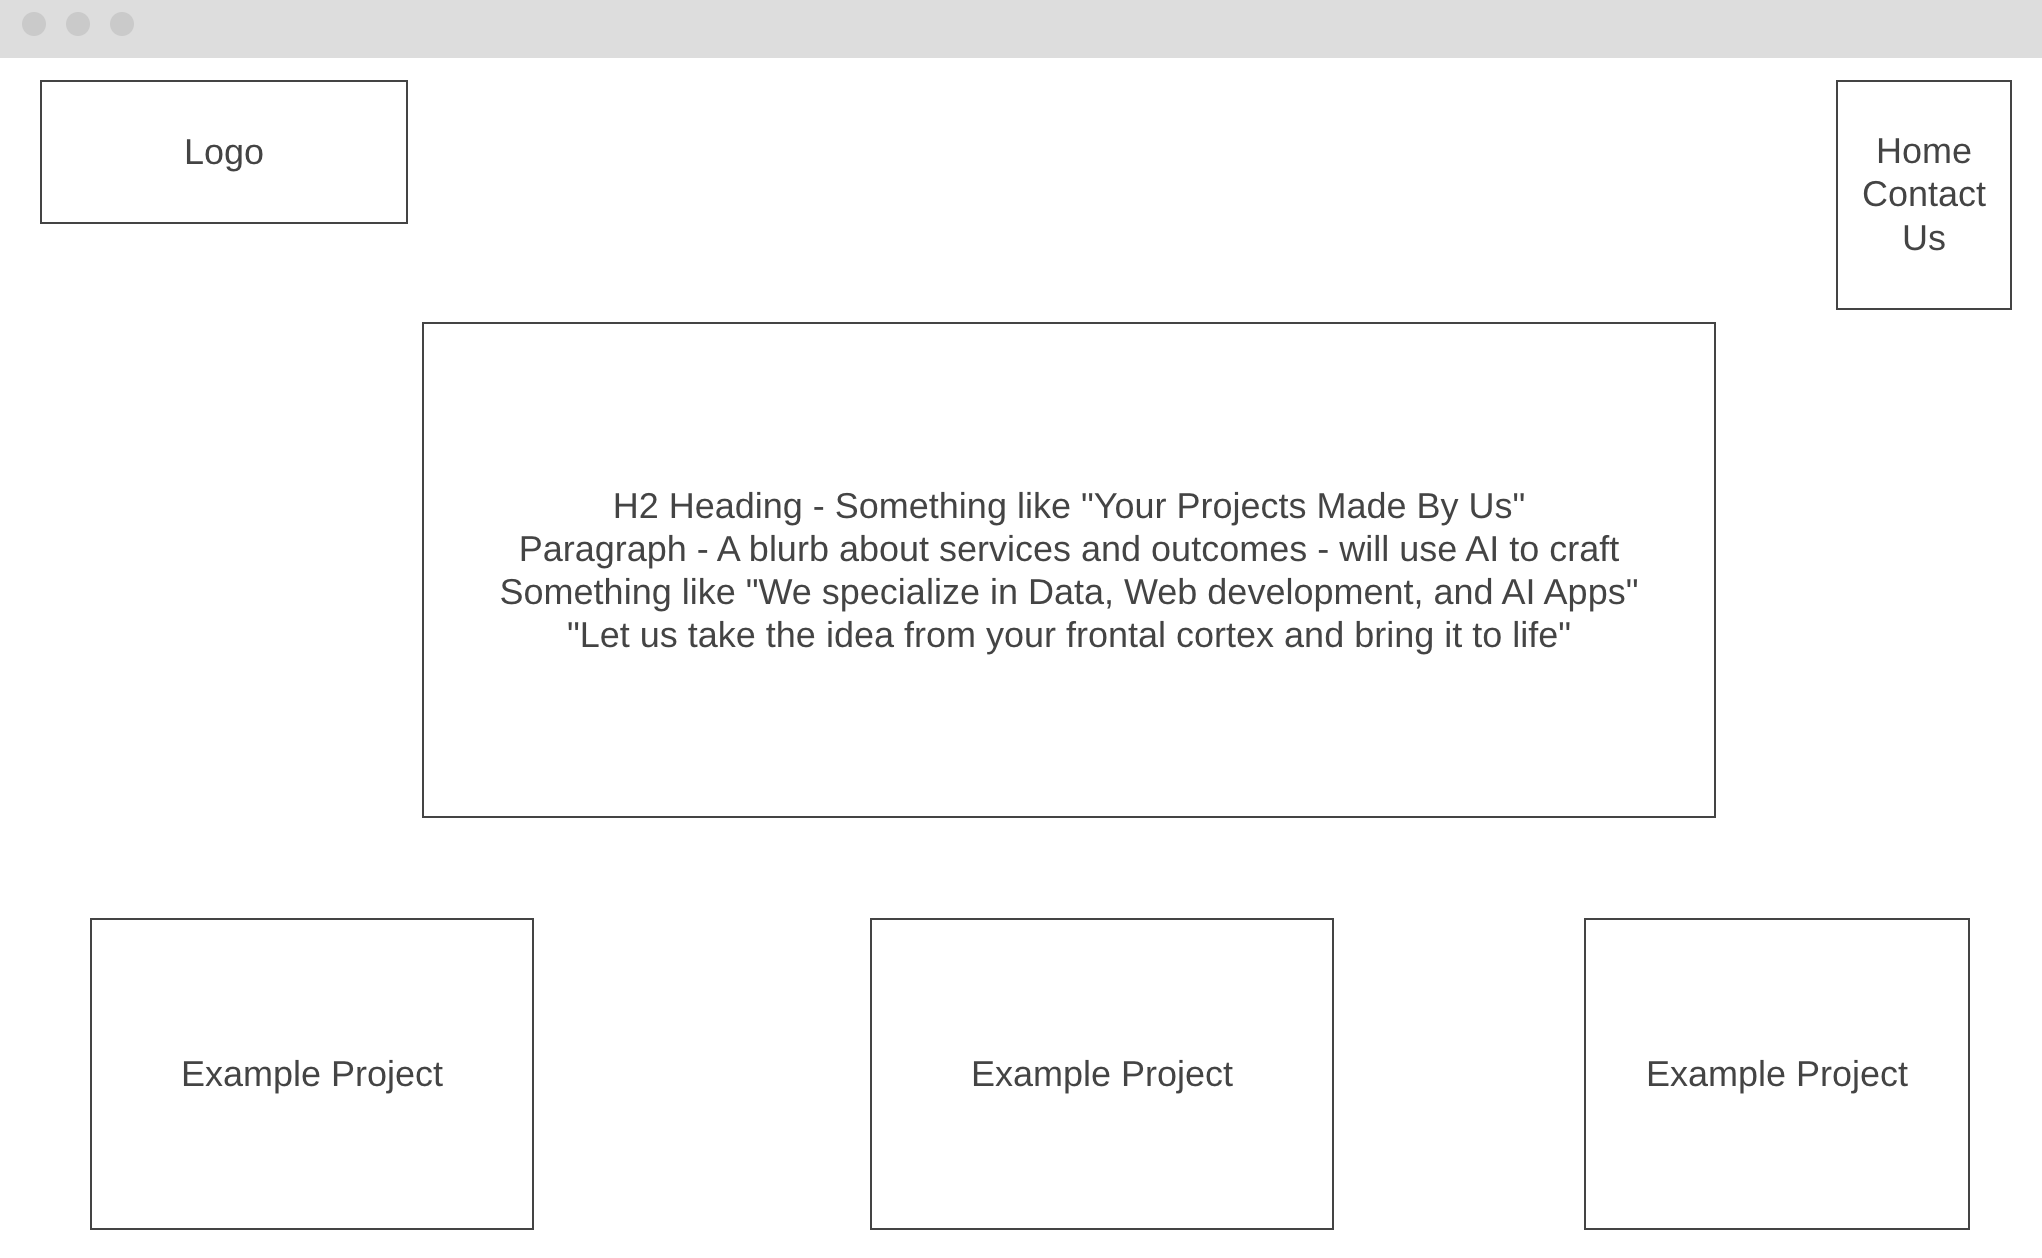 Logo
Home
Contact
Us
H2 Heading - Something like "Your Projects Made By Us"
Paragraph - A blurb about services and outcomes - will use AI to craft
Something like "We specialize in Data, Web development, and AI Apps"
"Let us take the idea from your frontal cortex and bring it to life"
Example Project
Example Project
Example Project